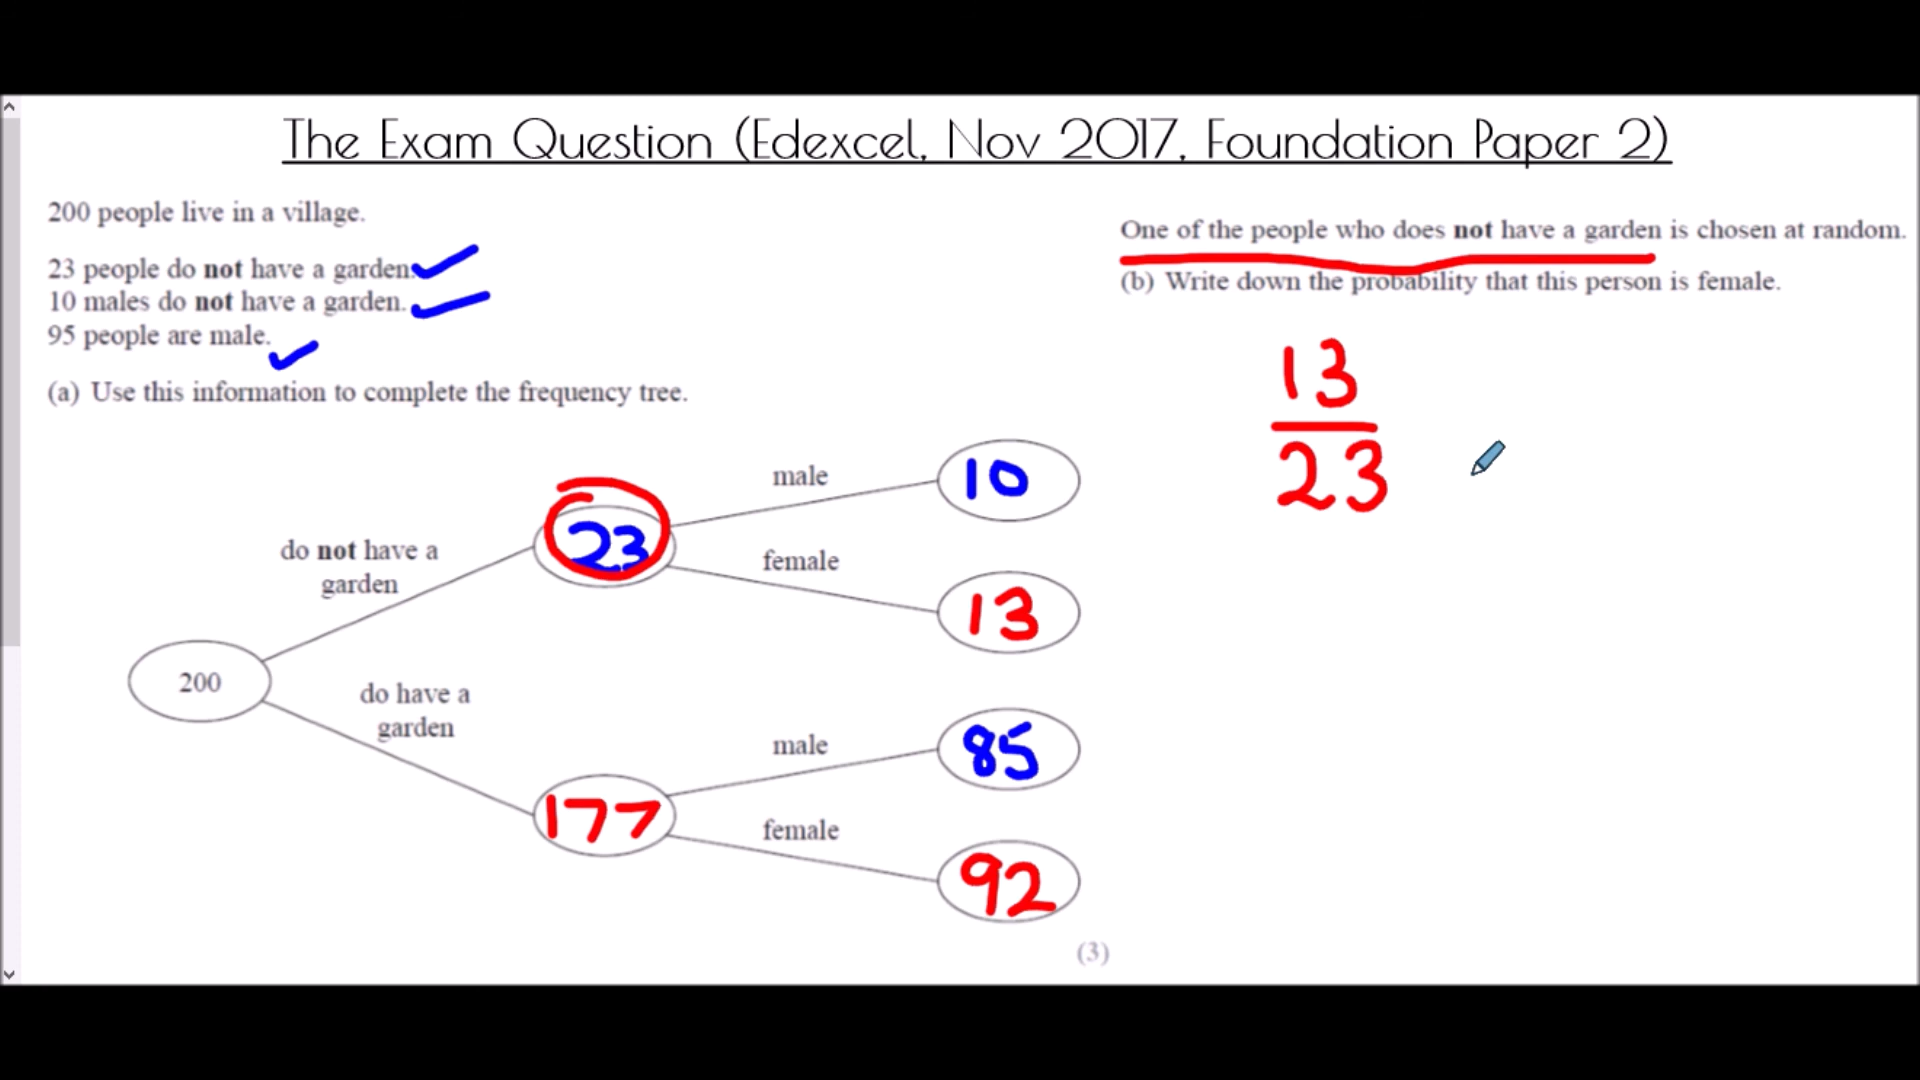 The Exam Question (Edexcel, Nov 2017, Foundation Paper 2)
200 people live in a village.
23 people do not have a garden.
10 males do not have a garden.
95 people are male.
(a) Use this information to complete the frequency tree.
One of the people who does not have a garden is chosen at random.
(b) Write down the probability that this person is female.
13
23
200
do not have a
garden
do have a
garden
23
177
male
10
female
13
male
85
female
92
(3)